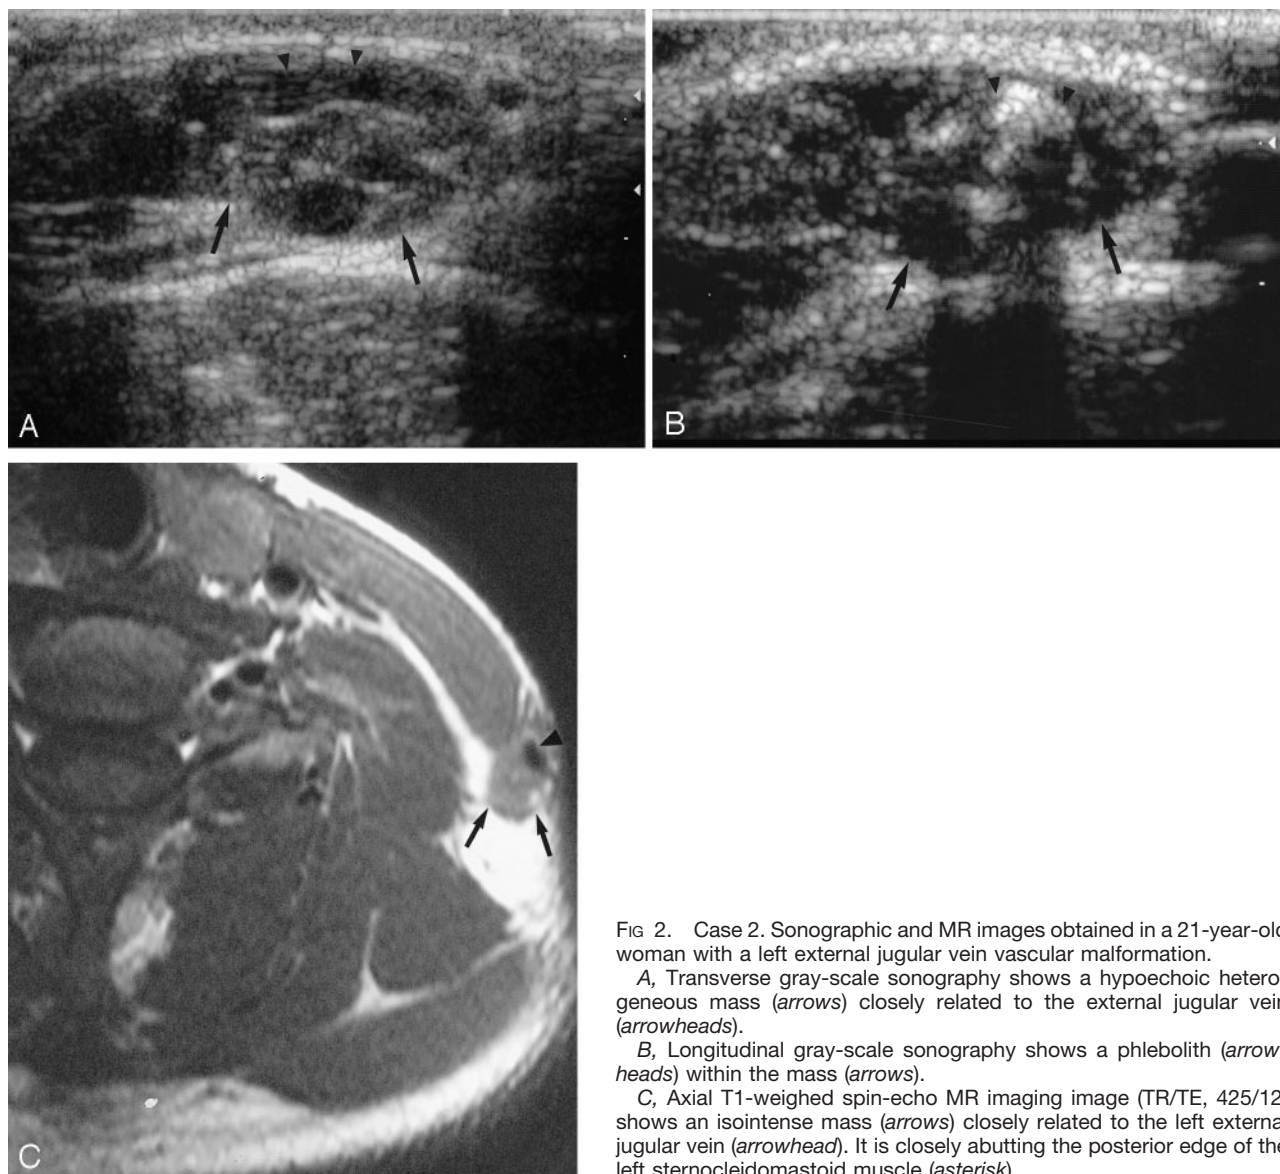 A
B
C
FIG 2. Case 2. Sonographic and MR images obtained in a 21-year-old
woman with a left external jugular vein vascular malformation.
A, Transverse gray-scale sonography shows a hypoechoic hetero-
geneous mass (arrows) closely related to the external jugular vein
(arrowheads).
B, Longitudinal gray-scale sonography shows a phlebolith (arrow-
heads) within the mass (arrows).
C, Axial T1-weighed spin-echo MR imaging image (TR/TE, 425/12)
shows an isointense mass (arrows) closely related to the left external
jugular vein (arrowhead). It is closely abutting the posterior edge of the
left sternocleidomastoid muscle (asterisk).